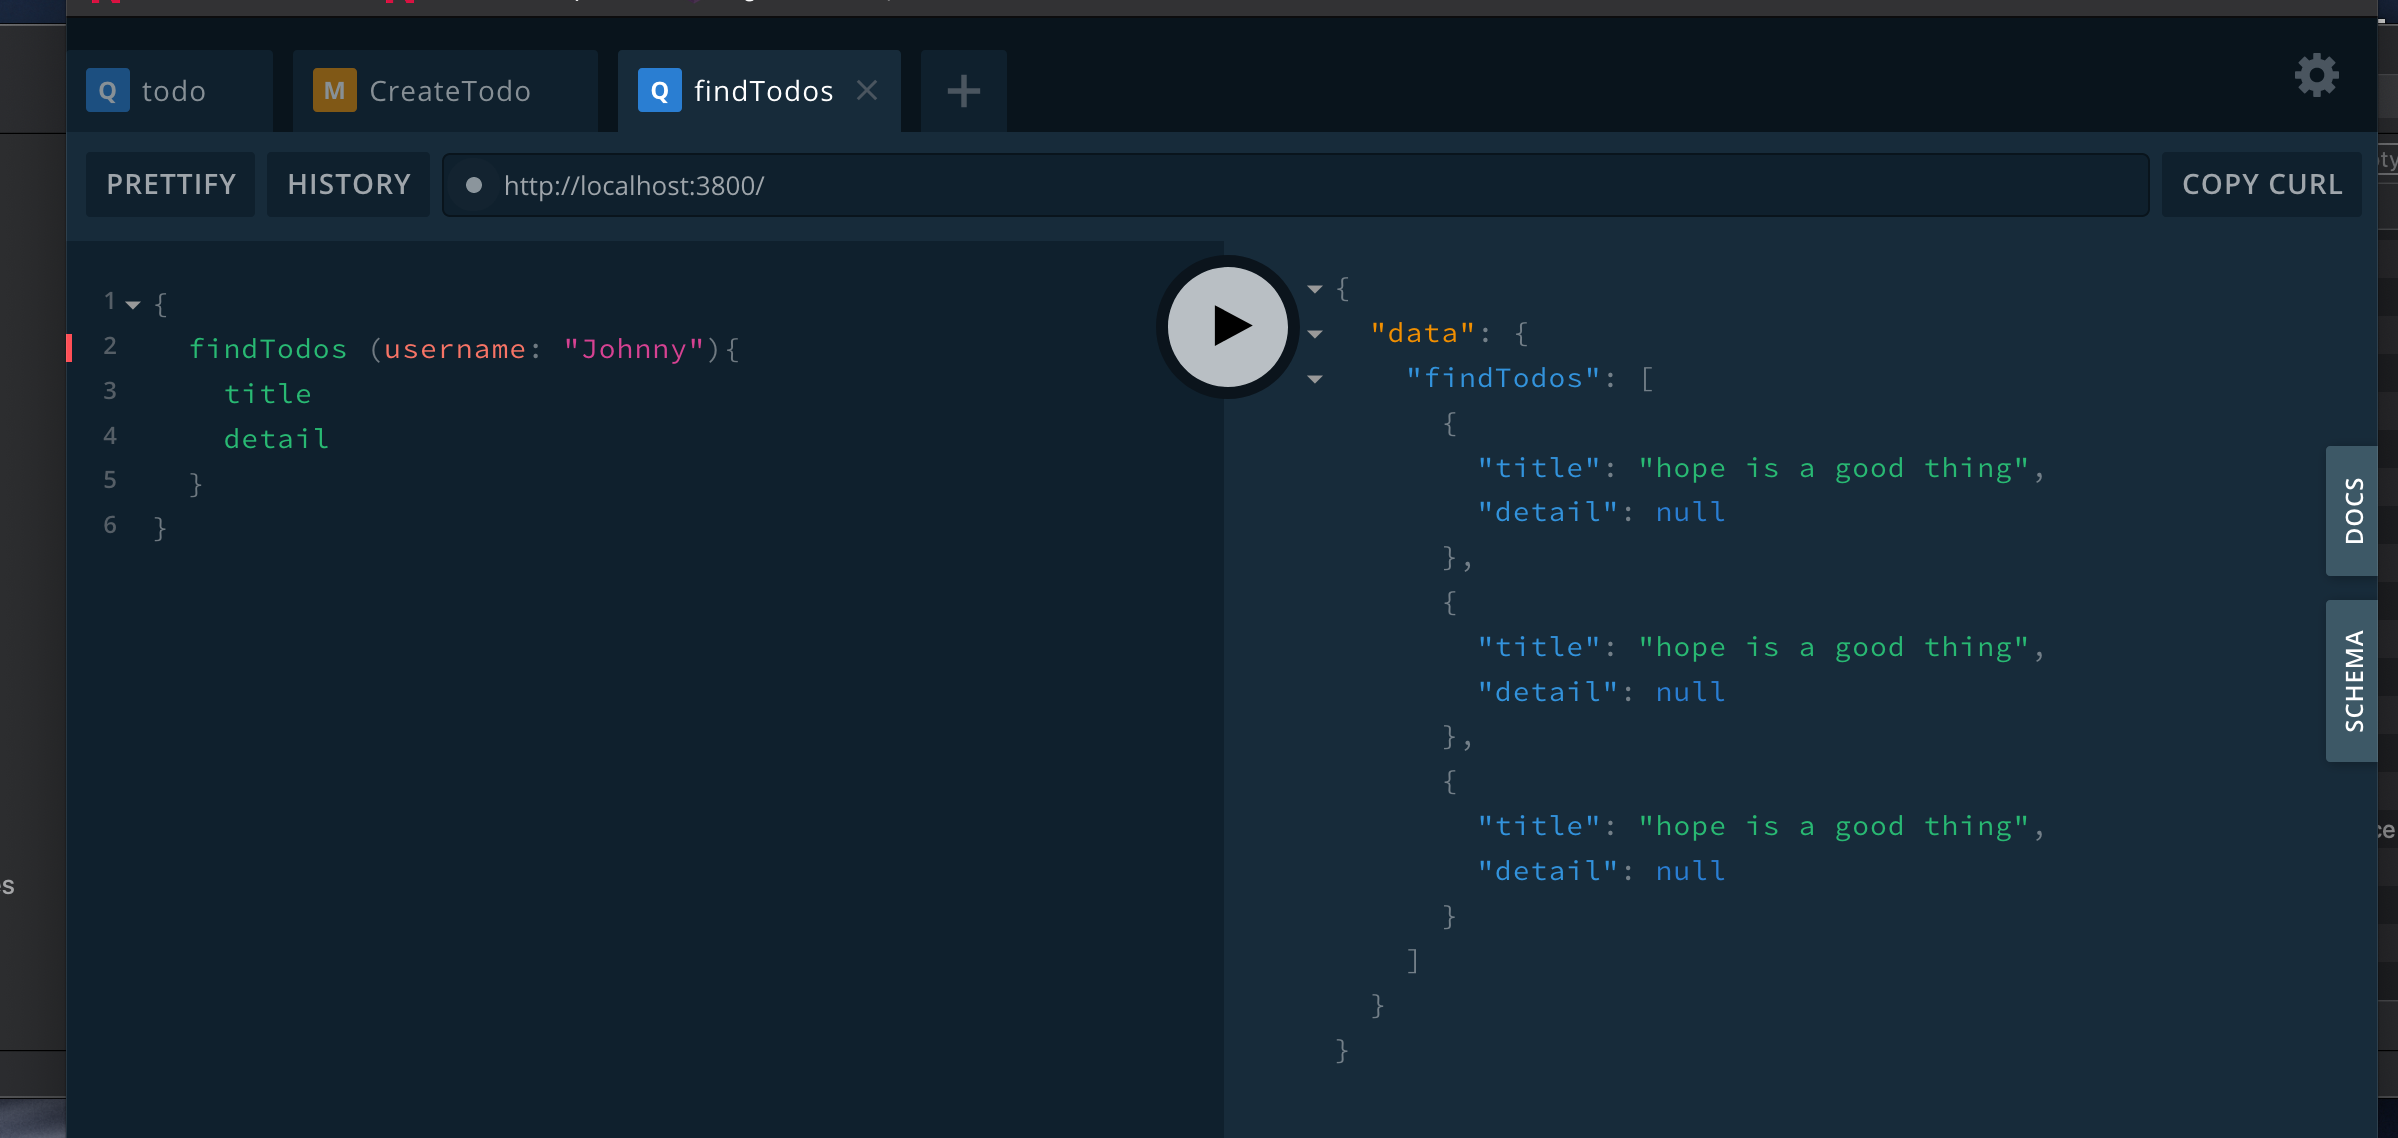 Q todo
M CreateTodo
Q findTodos
PRETTIFY
HISTORY
http://localhost:3800/
COPY CURL
1 {
2 findTodos (username: "Johnny"){
3 title
4 detail
5 }
6 }
{
"data": {
"findTodos": [
{
"title": "hope is a good thing",
"detail": null
},
{
"title": "hope is a good thing",
"detail": null
},
{
"title": "hope is a good thing",
"detail": null
}
]
}
}
DOCS
SCHEMA